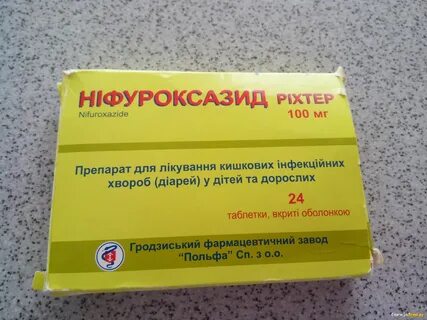 НІФУРОКСАЗИД РІХТЕР
Nifuroxazide 100 мг
Препарат для лікування кишкових інфекційних
хвороб (діарей) у дітей та дорослих
24
таблетки, вкриті оболонкою
Гродзиський фармацевтичний завод
"Польфа" Сп. з о.о.